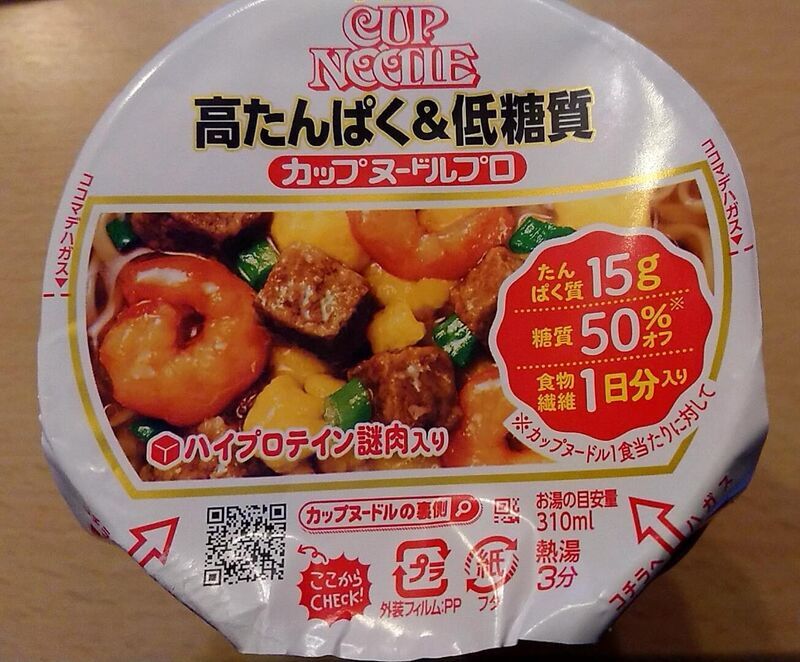 CUP
NOODLE
高たんぱく&低糖質
カップヌードルプロ
ココマデハガス
ココマデハガス
たん
ぱく質 15g
糖質 50%※
オフ
食物
繊維 1日分入り
※カップヌードル1食当たりに対して
ハイプロテイン謎肉入り
カップヌードルの裏側
お湯の目安量
310ml
熱湯
3分
ここから
CHECK!
プラ
外装フィルム:PP
紙
フタ
コチラヘ
ハガス